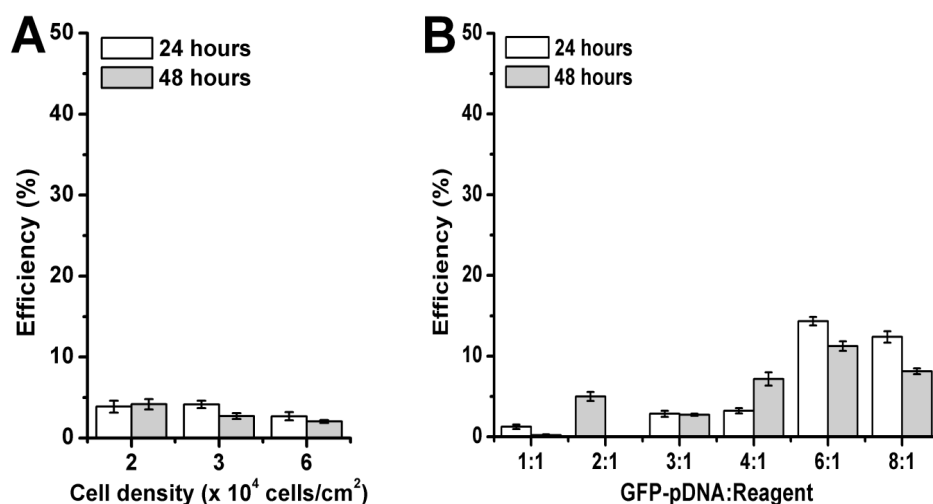 A
50
40
30
20
10
0
Efficiency (%)
24 hours
48 hours
2 3 6
Cell density (x 10⁴ cells/cm²)
B
50
40
30
20
10
0
Efficiency (%)
24 hours
48 hours
1:1 2:1 3:1 4:1 6:1 8:1
GFP-pDNA:Reagent